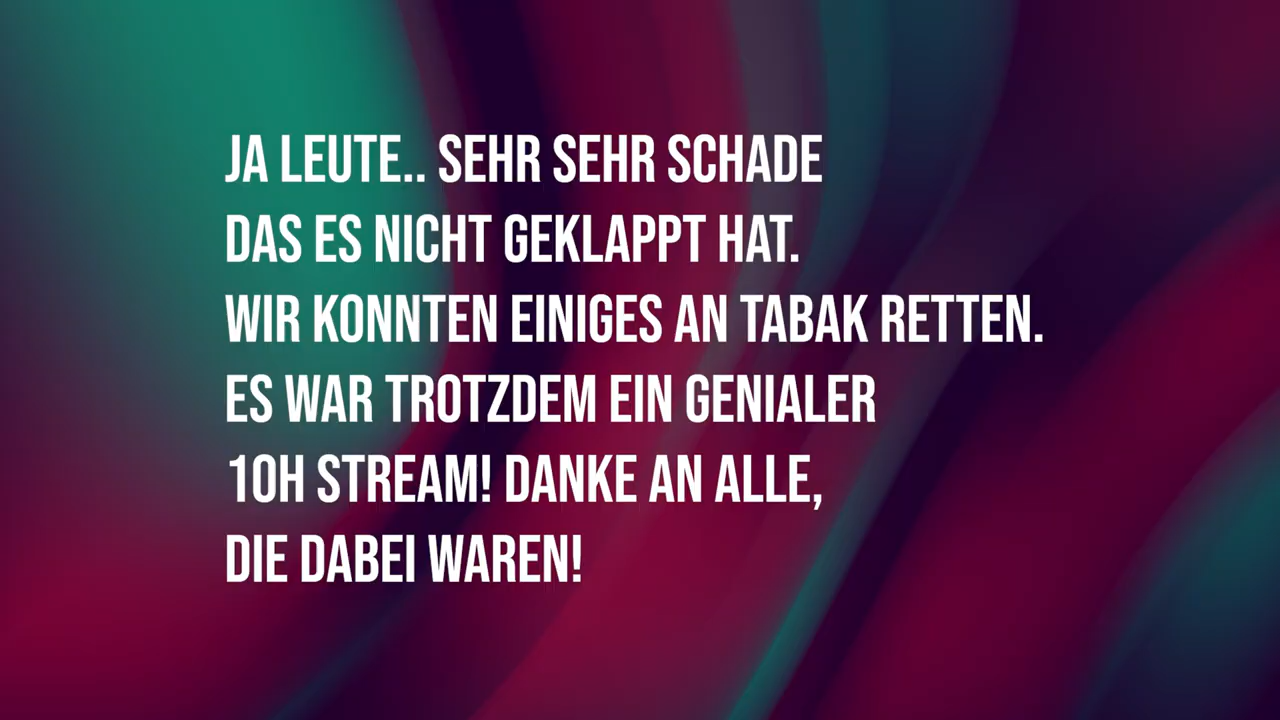 JA LEUTE.. SEHR SEHR SCHADE
DAS ES NICHT GEKLAPPT HAT.
WIR KONNTEN EINIGES AN TABAK RETTEN.
ES WAR TROTZDEM EIN GENIALER
10H STREAM! DANKE AN ALLE,
DIE DABEI WAREN!